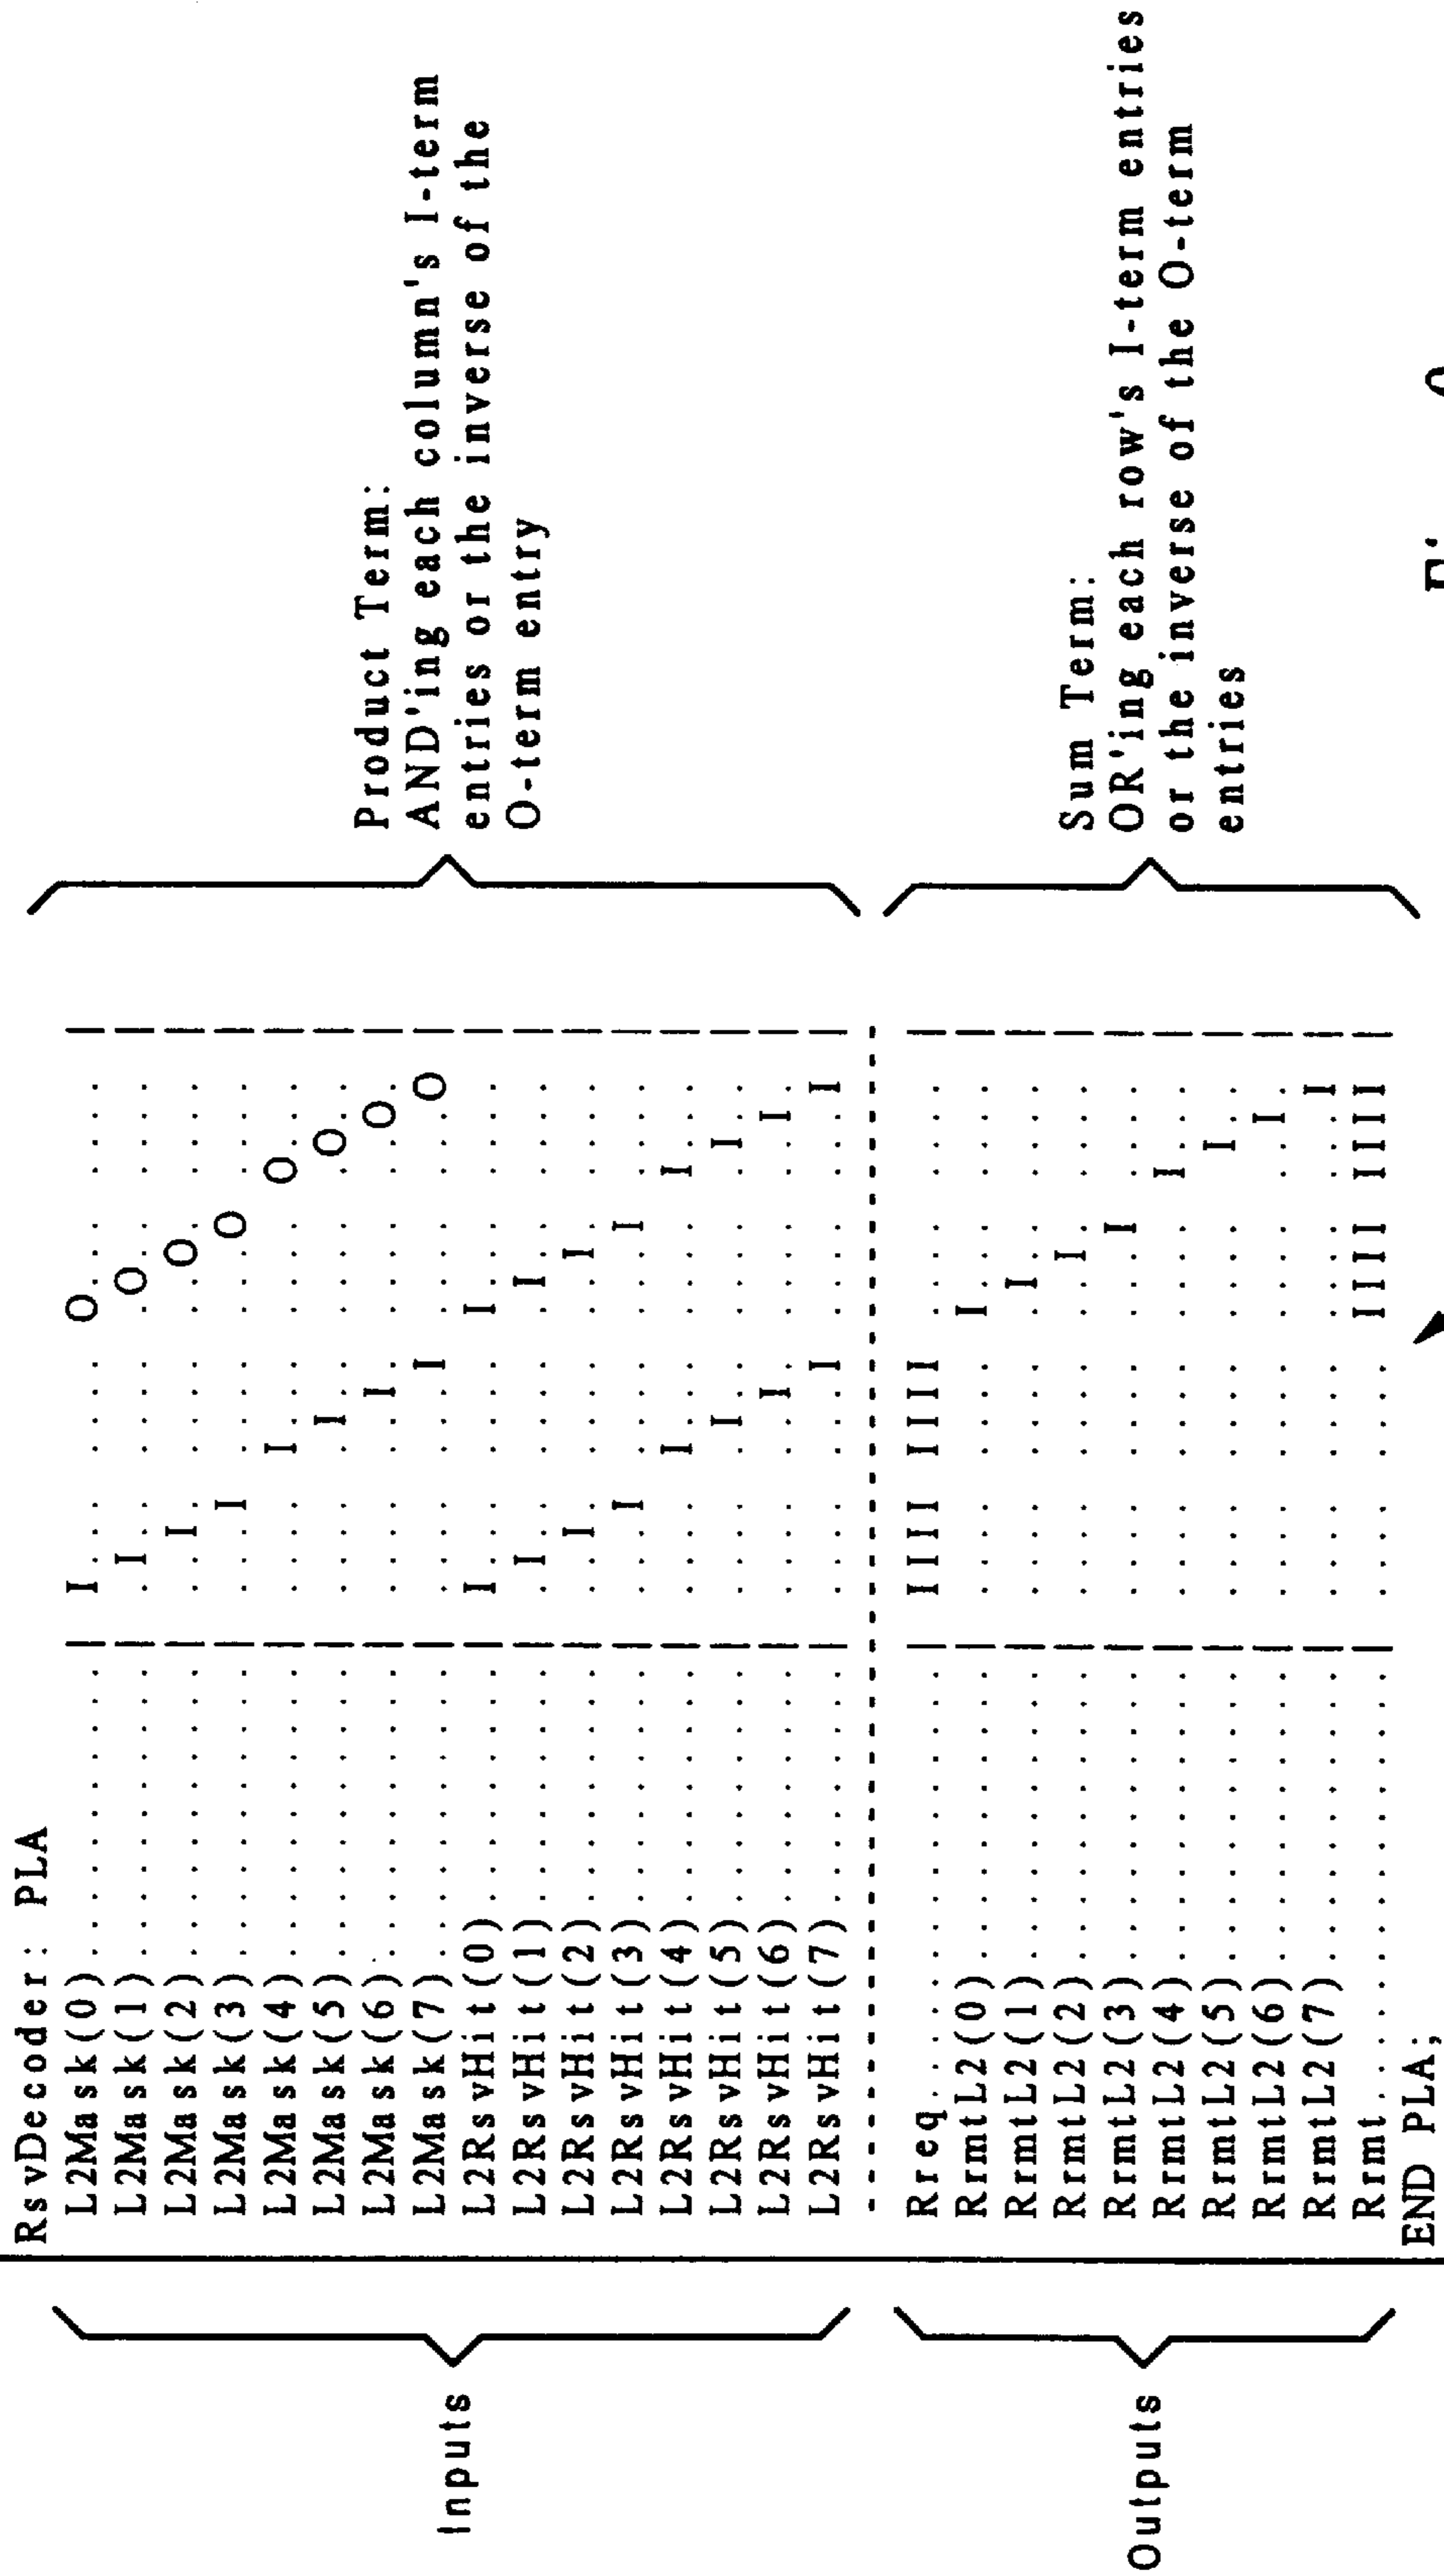 RsvDecoder: PLA
L2Mask(0)...........| I... .... O... .... |
L2Mask(1)...........| .I.. .... .O.. .... |
L2Mask(2)...........| ..I. .... ..O. .... |
L2Mask(3)...........| ...I .... ...O .... |
L2Mask(4)...........| .... I... .... O... |
L2Mask(5)...........| .... .I.. .... .O.. |
L2Mask(6)...........| .... ..I. .... ..O. |
L2Mask(7)...........| .... ...I .... ...O |
L2RsvHit(0).........| I... .... I... .... |
L2RsvHit(1).........| .I.. .... .I.. .... |
L2RsvHit(2).........| ..I. .... ..I. .... |
L2RsvHit(3).........| ...I .... ...I .... |
L2RsvHit(4).........| .... I... .... I... |
L2RsvHit(5).........| .... .I.. .... .I.. |
L2RsvHit(6).........| .... ..I. .... ..I. |
L2RsvHit(7).........| .... ...I .... ...I |
Rreq................| IIII IIII .... .... |
RrmtL2(0)...........| .... .... I... .... |
RrmtL2(1)...........| .... .... .I.. .... |
RrmtL2(2)...........| .... .... ..I. .... |
RrmtL2(3)...........| .... .... ...I .... |
RrmtL2(4)...........| .... .... .... I... |
RrmtL2(5)...........| .... .... .... .I.. |
RrmtL2(6)...........| .... .... .... ..I. |
RrmtL2(7)...........| .... .... .... ...I |
Rrmt................| .... .... IIII IIII |
END PLA;
Inputs
Outputs
Product Term:
AND'ing each column's I-term
entries or the inverse of the
O-term entry
Sum Term:
OR'ing each row's I-term entries
or the inverse of the O-term
entries